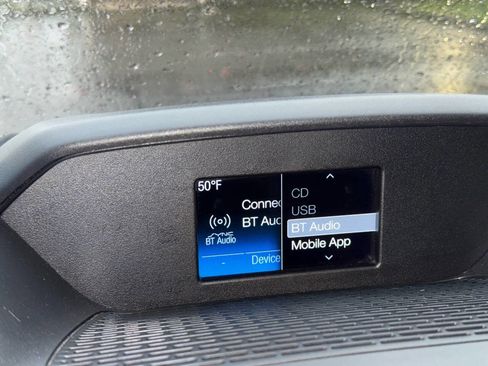 50°F
Connec
BT Aud
SYNC
BT Audio
-
Device
CD
USB
BT Audio
Mobile App